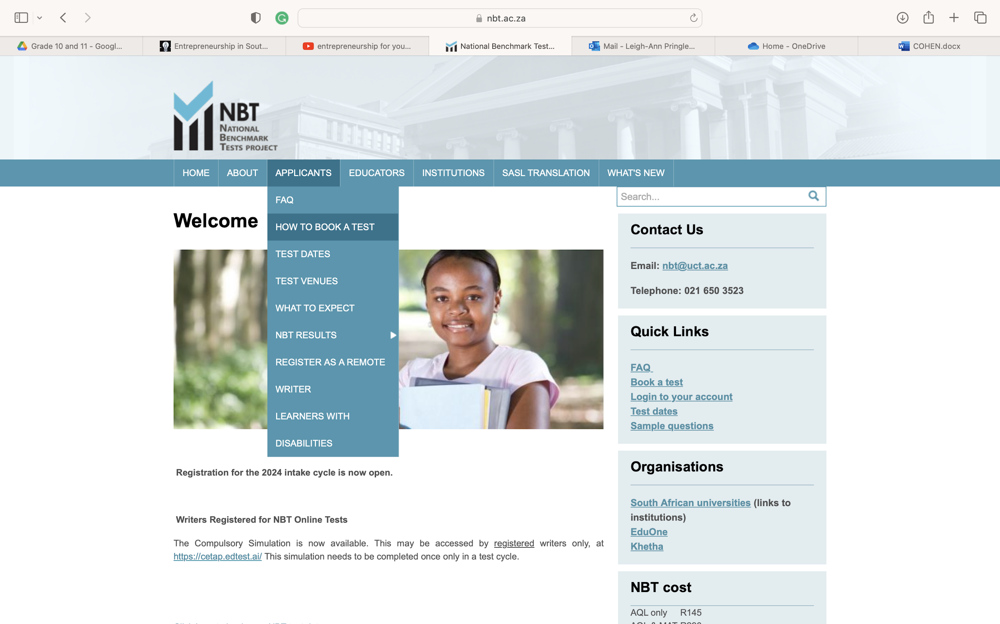 nbt.ac.za
Grade 10 and 11 - Googl...
Entrepreneurship in Sout...
entrepreneurship for you...
National Benchmark Test...
Mail - Leigh-Ann Pringle...
Home - OneDrive
COHEN.docx
NBT
NATIONAL
BENCHMARK
TESTS PROJECT
HOME
ABOUT
APPLICANTS
EDUCATORS
INSTITUTIONS
SASL TRANSLATION
WHAT'S NEW
FAQ
HOW TO BOOK A TEST
TEST DATES
TEST VENUES
WHAT TO EXPECT
NBT RESULTS
REGISTER AS A REMOTE
WRITER
LEARNERS WITH
DISABILITIES
Welcome
Registration for the 2024 intake cycle is now open.
Writers Registered for NBT Online Tests
The Compulsory Simulation is now available. This may be accessed by registered writers only, at
https://cetap.edtest.ai/ This simulation needs to be completed once only in a test cycle.
Search...
Contact Us
Email: nbt@uct.ac.za
Telephone: 021 650 3523
Quick Links
FAQ
Book a test
Login to your account
Test dates
Sample questions
Organisations
South African universities (links to
institutions)
EduOne
Khetha
NBT cost
AQL only R145